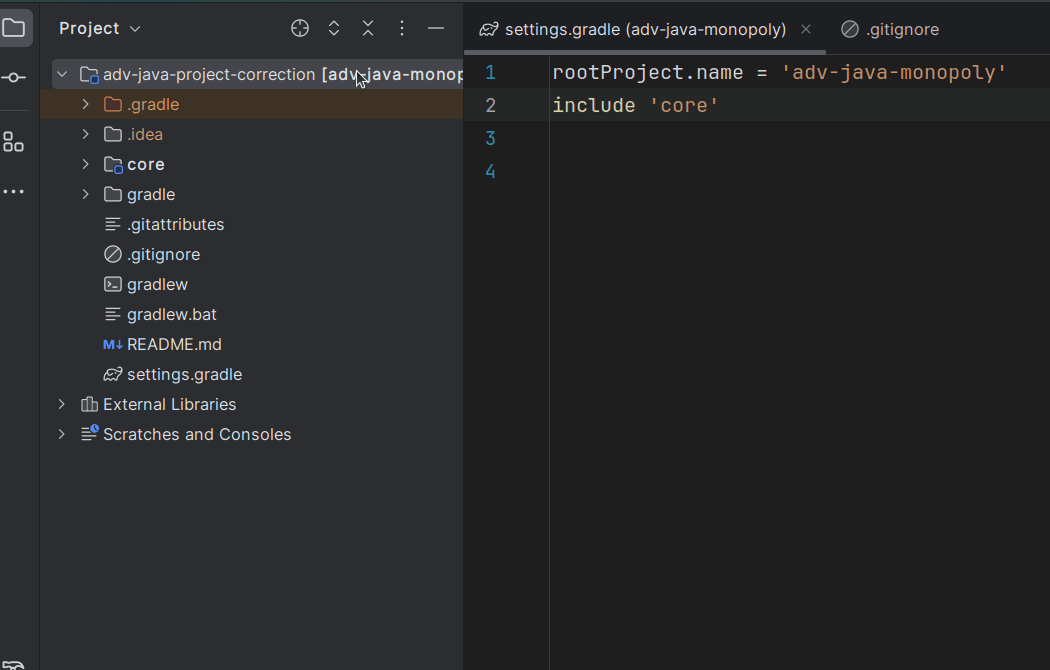 Project
adv-java-project-correction [adv-java-monop
.gradle
.idea
core
gradle
.gitattributes
.gitignore
gradlew
gradlew.bat
M↓ README.md
settings.gradle
External Libraries
Scratches and Consoles
settings.gradle (adv-java-monopoly)
.gitignore
1 rootProject.name = 'adv-java-monopoly'
2 include 'core'
3
4